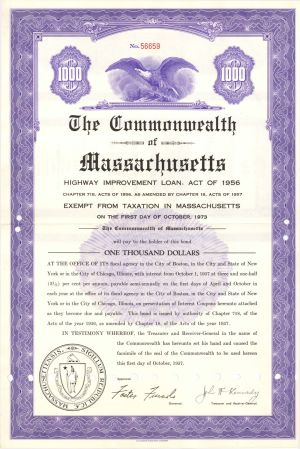 No. 56659
1000
1000
The Commonwealth
of
Massachusetts
HIGHWAY IMPROVEMENT LOAN, ACT OF 1956
CHAPTER 718, ACTS OF 1956, AS AMENDED BY CHAPTER 18, ACTS OF 1957.
EXEMPT FROM TAXATION IN MASSACHUSETTS
ON THE FIRST DAY OF OCTOBER, 1973
The Commonwealth of Massachusetts
will pay to the holder of this bond
ONE THOUSAND DOLLARS
AT THE OFFICE OF ITS fiscal agency in the City of Boston, in the City and State of New
York or in the City of Chicago, Illinois, with interest from October 1, 1957 at three and one-half
per cent per annum, payable semi-annually on the first days of April and October in
each year at the office of its fiscal agency in the City of Boston, in the City and State of New
York or in the City of Chicago, Illinois, on presentation of Interest Coupons hereunto attached
as they become due and payable. This bond is issued by authority of Chapter 718, of the
Acts of the year 1956, as amended by Chapter 18, of the Acts of the year 1957.
IN TESTIMONY WHEREOF, the Treasurer and Receiver-General in the name of
the Commonwealth has hereunto set his hand and caused the
facsimile of the seal of the Commonwealth to be used hereon
this first day of October, 1957.
Approved
Foster Furcolo
Governor.
John F. Kennedy
Treasurer and Receiver-General
SIGILLUM REIPUBLICÆ MASSACHUSETTENSIS